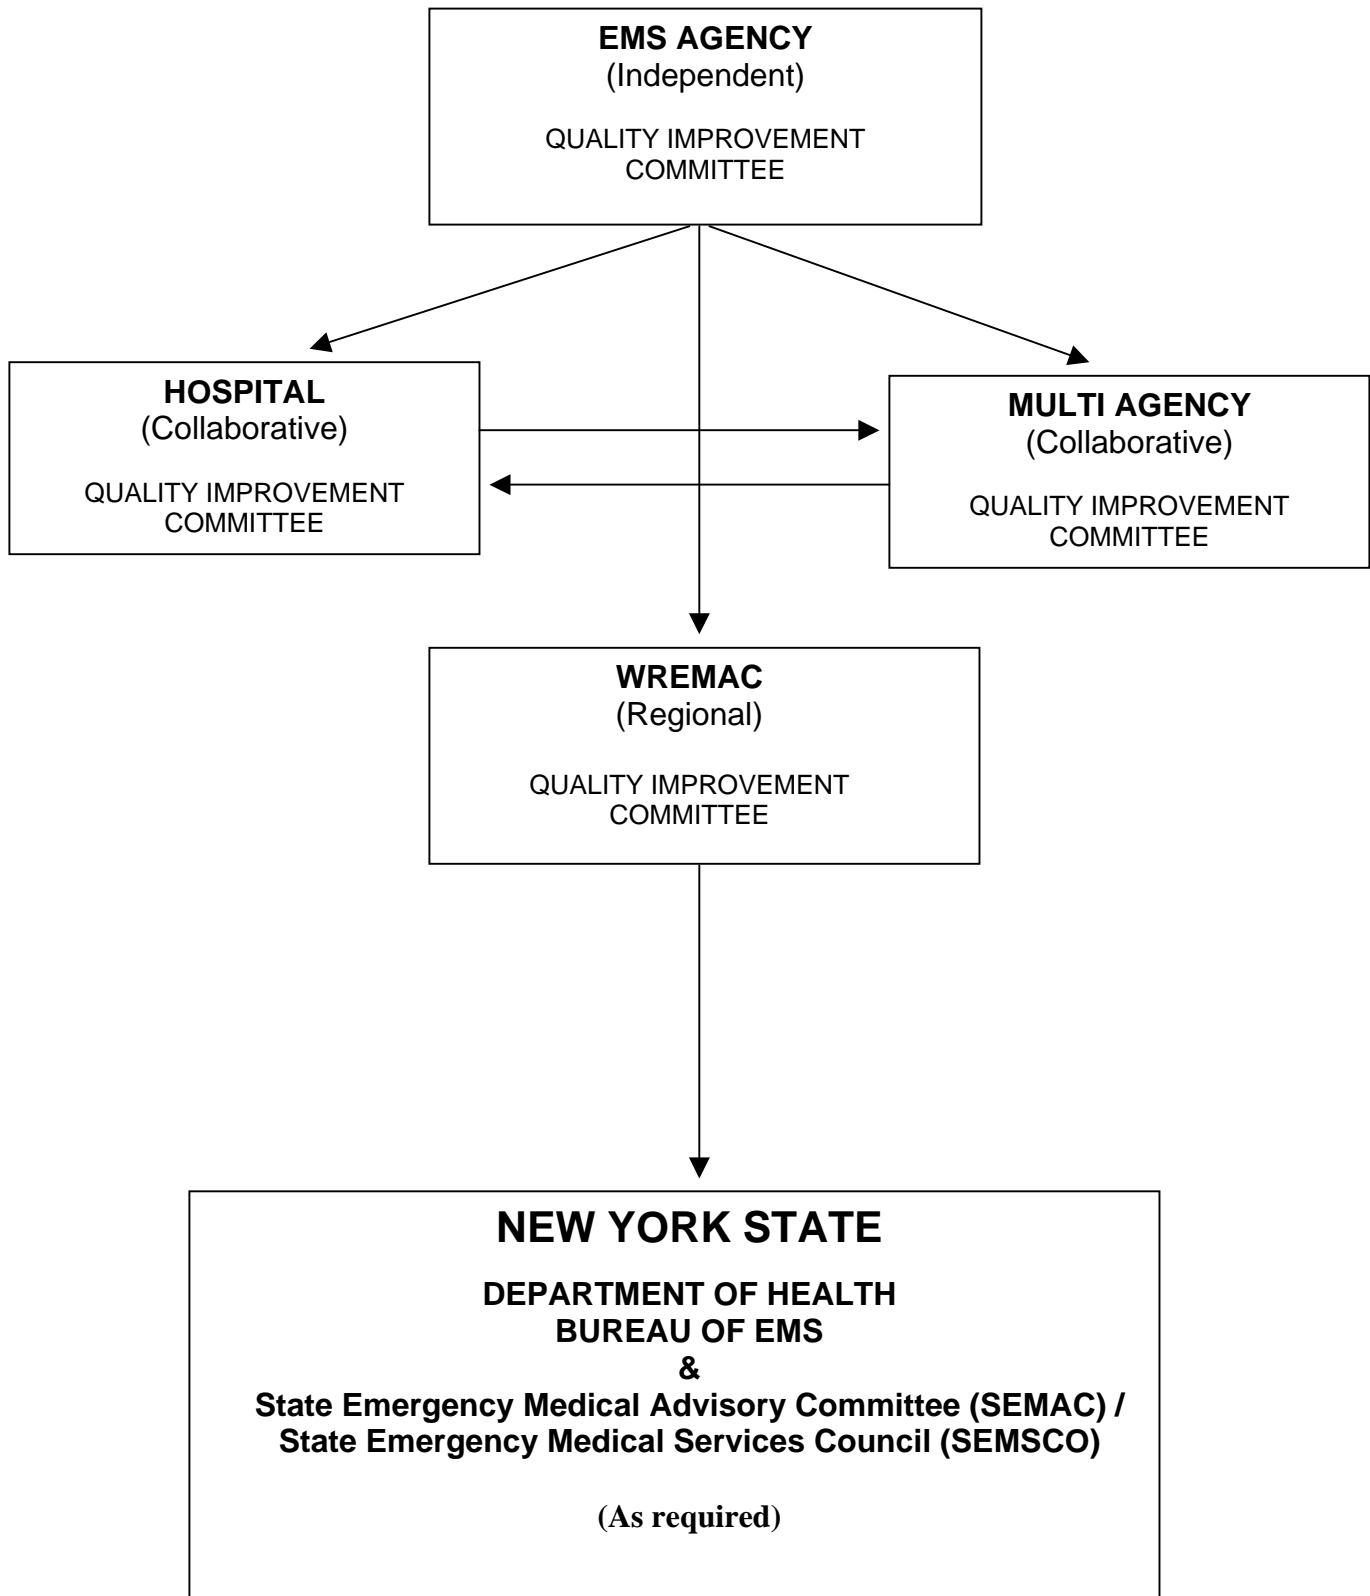 EMS AGENCY
(Independent)
QUALITY IMPROVEMENT
COMMITTEE
HOSPITAL
(Collaborative)
QUALITY IMPROVEMENT
COMMITTEE
MULTI AGENCY
(Collaborative)
QUALITY IMPROVEMENT
COMMITTEE
WREMAC
(Regional)
QUALITY IMPROVEMENT
COMMITTEE
NEW YORK STATE
DEPARTMENT OF HEALTH
BUREAU OF EMS
&
State Emergency Medical Advisory Committee (SEMAC) /
State Emergency Medical Services Council (SEMSCO)
(As required)